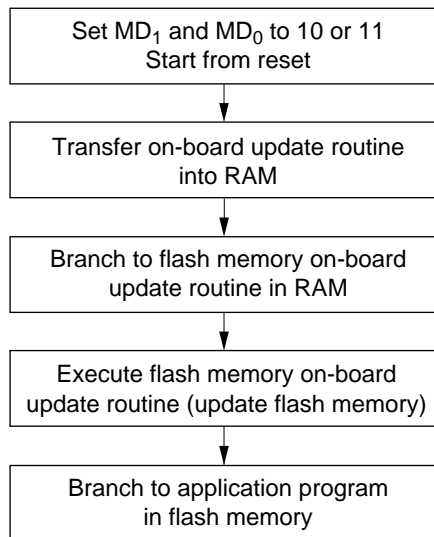 Set MD₁ and MD₀ to 10 or 11
Start from reset
Transfer on-board update routine
into RAM
Branch to flash memory on-board
update routine in RAM
Execute flash memory on-board
update routine (update flash memory)
Branch to application program
in flash memory